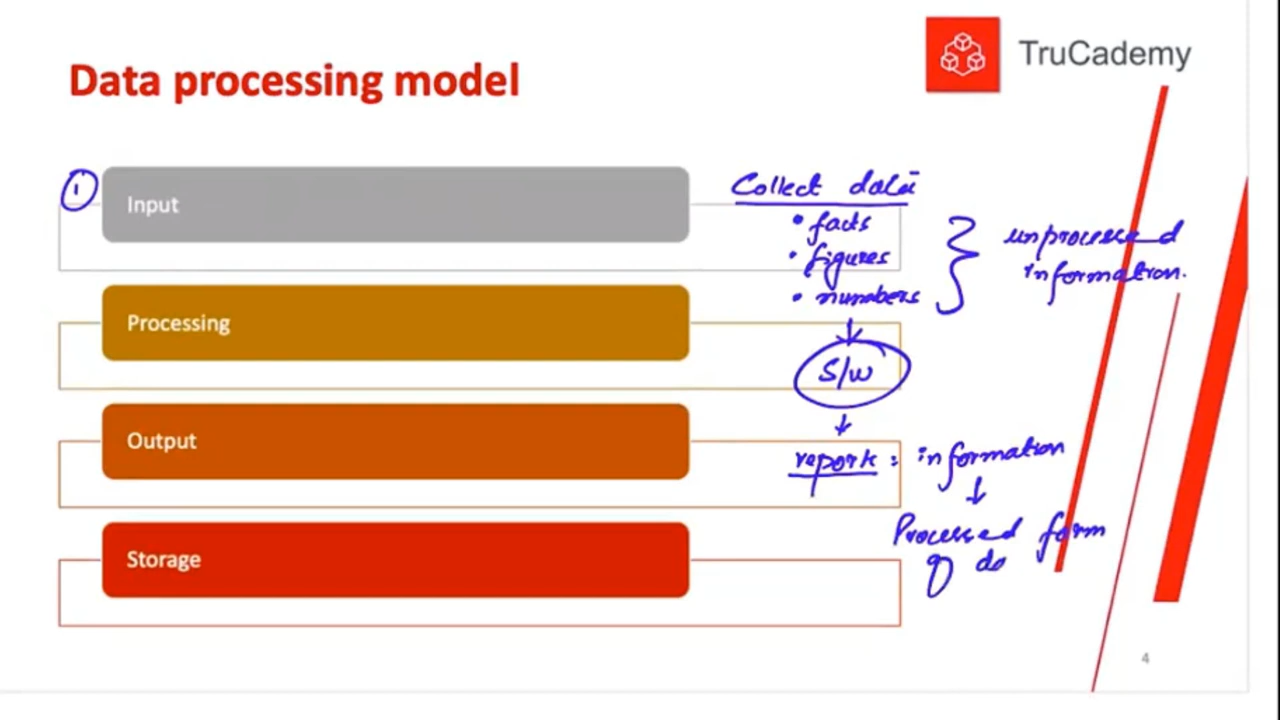 TruCademy
Data processing model
1
Input
Collect data
• facts
• figures
• numbers
unprocessed
information.
Processing
S/w
Output
report : information
Processed form
of da
Storage
4